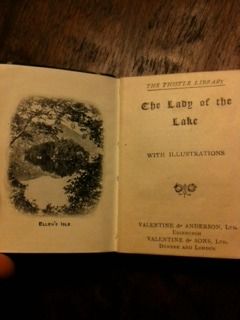 ELLEN'S ISLE.
THE THISTLE LIBRARY
The Lady of the
Lake
WITH ILLUSTRATIONS
VALENTINE & ANDERSON, LTD.
EDINBURGH
VALENTINE & SONS, LTD.
DUNDEE AND LONDON.